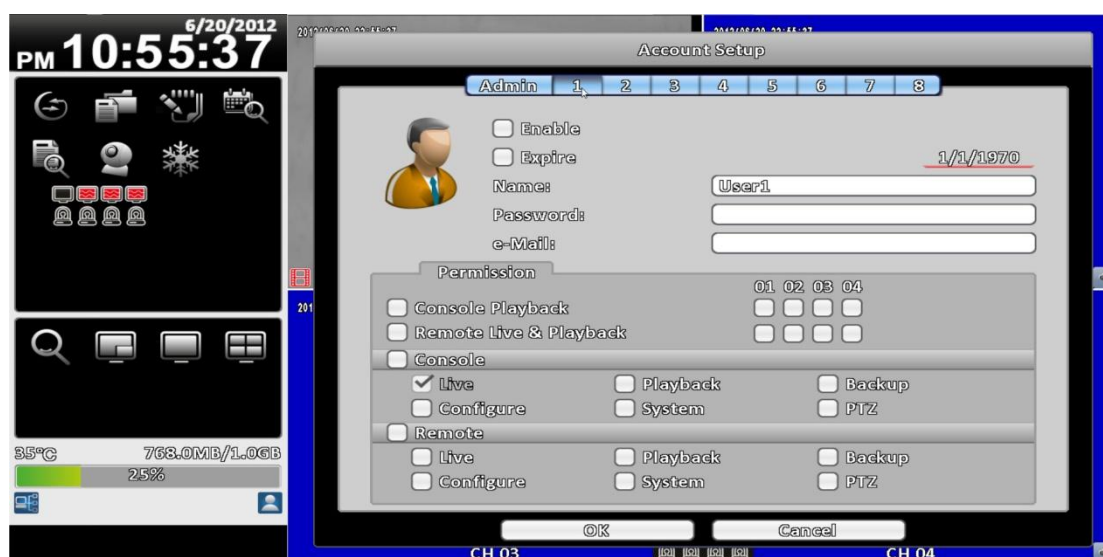 6/20/2012
PM 10:55:37
35°C 768.0MB/1.0GB
25%
Account Setup
Admin 1 2 3 4 5 6 7 8
Enable
Expire 1/1/1970
Name: User1
Password:
e-Mail:
Permission
01 02 03 04
Console Playback
Remote Live & Playback
Console
Live Playback Backup
Configure System PTZ
Remote
Live Playback Backup
Configure System PTZ
OK Cancel
CH 03 CH 04